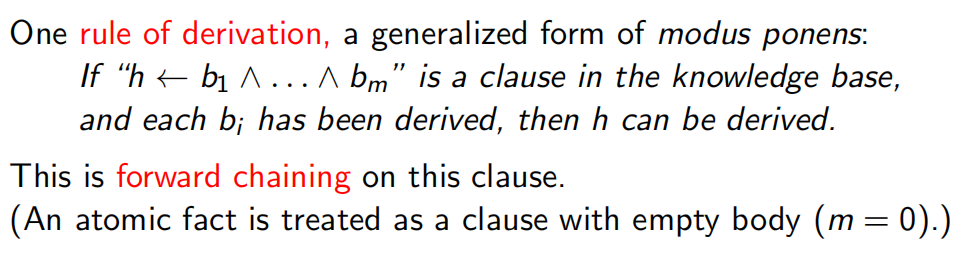 One rule of derivation, a generalized form of modus ponens:
If “h ← b₁ ∧ . . . ∧ bₘ” is a clause in the knowledge base,
and each bᵢ has been derived, then h can be derived.
This is forward chaining on this clause.
(An atomic fact is treated as a clause with empty body (m = 0).)